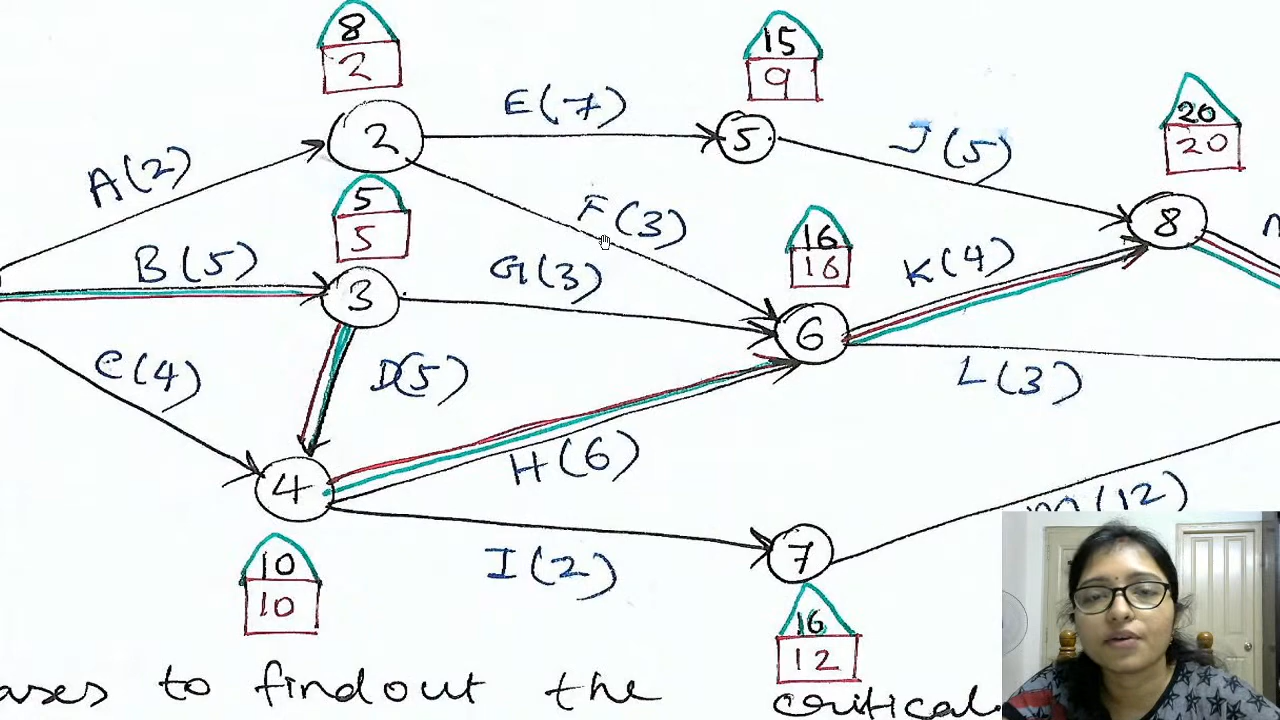 8
2
15
9
E(7)
20
20
2
5
J(5)
A(2)
5
5
F(3)
16
16
8
B(5)
3
G(3)
K(4)
6
C(4)
D(5)
L(3)
H(6)
4
M(12)
I(2)
7
10
10
16
12
to findout the critical